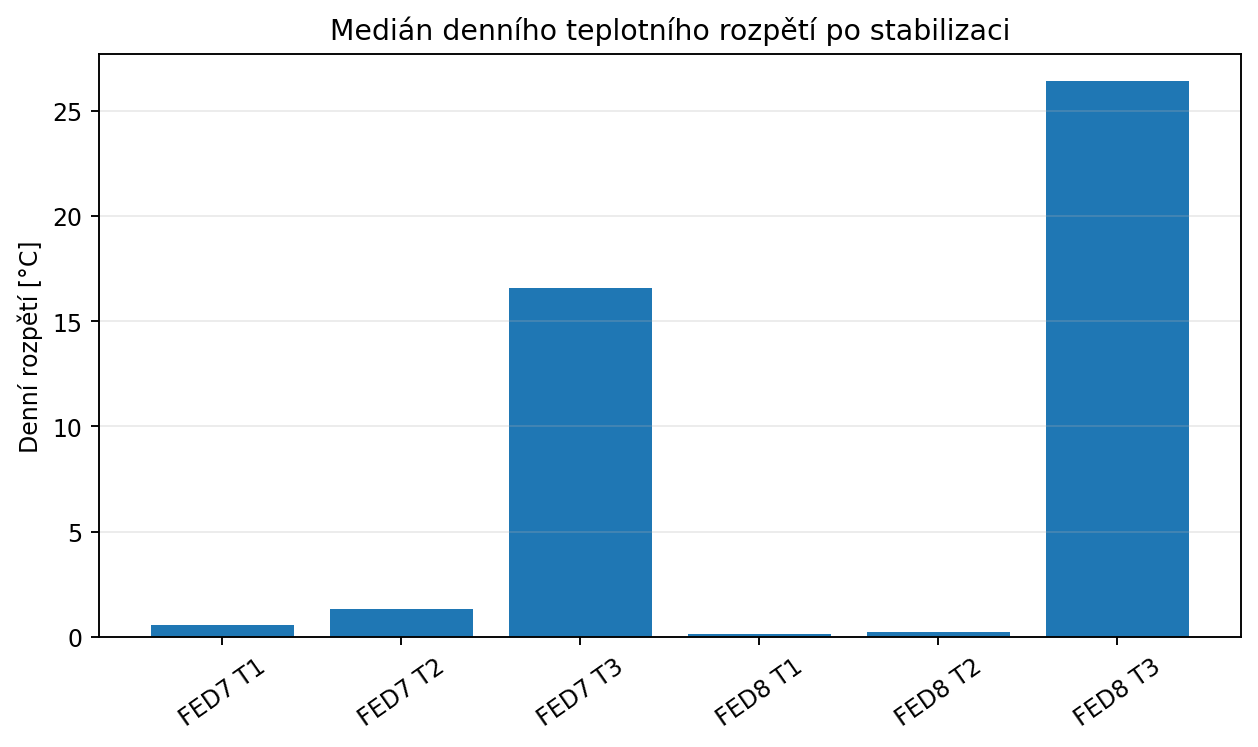 Medián denního teplotního rozpětí po stabilizaci
Denní rozpětí [°C]
25
20
15
10
5
0
FED7 T1
FED7 T2
FED7 T3
FED8 T1
FED8 T2
FED8 T3